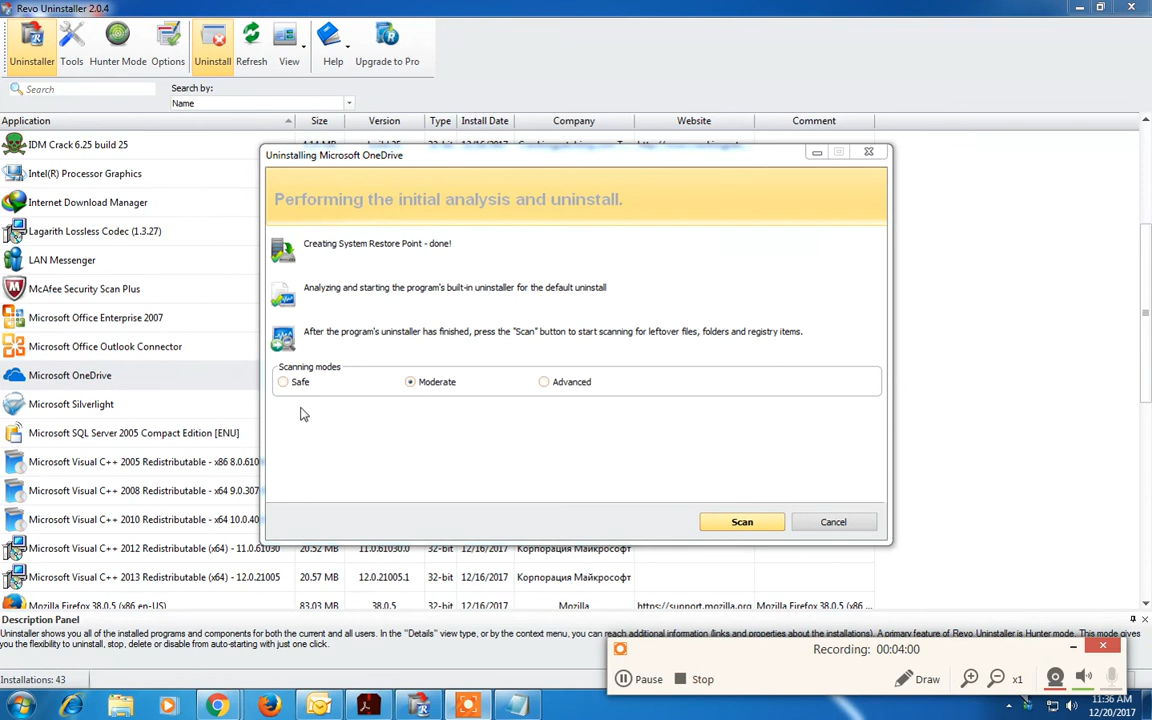 Revo Uninstaller 2.0.4
Uninstaller Tools Hunter Mode Options Uninstall Refresh View Help Upgrade to Pro
Search
Search by:
Name
Application Size Version Type Install Date Company Website Comment
IDM Crack 6.25 build 25
Intel(R) Processor Graphics
Internet Download Manager
Lagarith Lossless Codec (1.3.27)
LAN Messenger
McAfee Security Scan Plus
Microsoft Office Enterprise 2007
Microsoft Office Outlook Connector
Microsoft OneDrive
Microsoft Silverlight
Microsoft SQL Server 2005 Compact Edition [ENU]
Microsoft Visual C++ 2005 Redistributable - x86 8.0.610
Microsoft Visual C++ 2008 Redistributable - x64 9.0.307
Microsoft Visual C++ 2010 Redistributable - x64 10.0.40
Microsoft Visual C++ 2012 Redistributable (x64) - 11.0.61030 20.52 MB 11.0.61030.0 32-bit 12/16/2017 Корпорация Майкрософт
Microsoft Visual C++ 2013 Redistributable (x64) - 12.0.21005 20.57 MB 12.0.21005.1 32-bit 12/16/2017 Корпорация Майкрософт
Mozilla Firefox 38.0.5 (x86 en-US) 83.03 MB 38.0.5 32-bit 12/16/2017 Mozilla https://support.mozilla.org Mozilla Firefox 38.0.5 (x86 ...
Uninstalling Microsoft OneDrive
Performing the initial analysis and uninstall.
Creating System Restore Point - done!
Analyzing and starting the program's built-in uninstaller for the default uninstall
After the program's uninstaller has finished, press the "Scan" button to start scanning for leftover files, folders and registry items.
Scanning modes
Safe Moderate Advanced
Scan Cancel
Description Panel
Uninstaller shows you all of the installed programs and components for both the current and all users. In the "Details" view type, or by the context menu, you can reach additional information (links and properties about the installations). A primary feature of Revo Uninstaller is Hunter mode. This mode gives
you the flexibility to uninstall, stop, delete or disable from auto-starting with just one click.
Installations: 43
Recording: 00:04:00
Pause Stop Draw x1
11:36 AM
12/20/2017